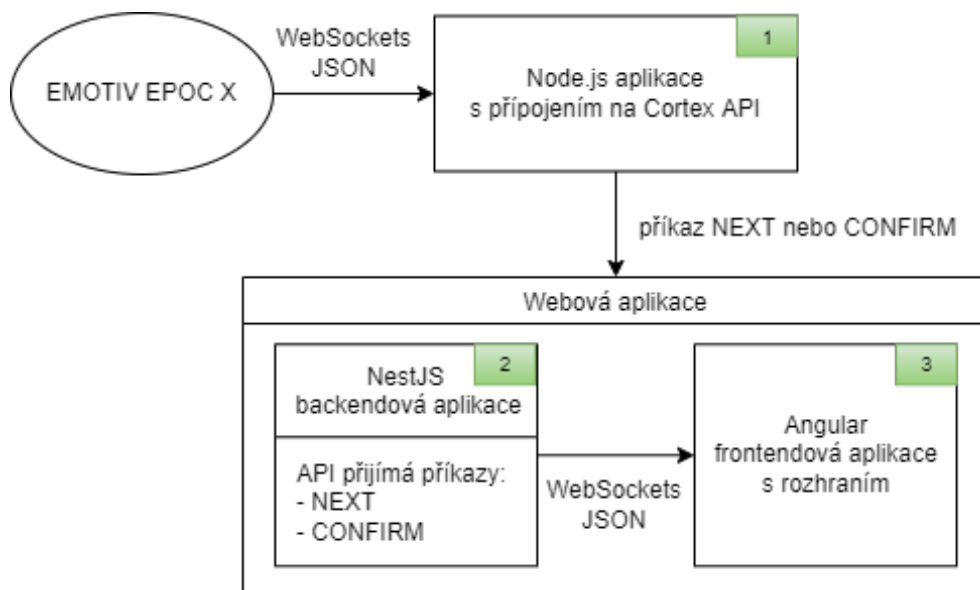 WebSockets
JSON
EMOTIV EPOC X
1
Node.js aplikace
s přípojením na Cortex API
příkaz NEXT nebo CONFIRM
Webová aplikace
2
NestJS
backendová aplikace
API přijímá příkazy:
- NEXT
- CONFIRM
WebSockets
JSON
3
Angular
frontendová aplikace
s rozhraním